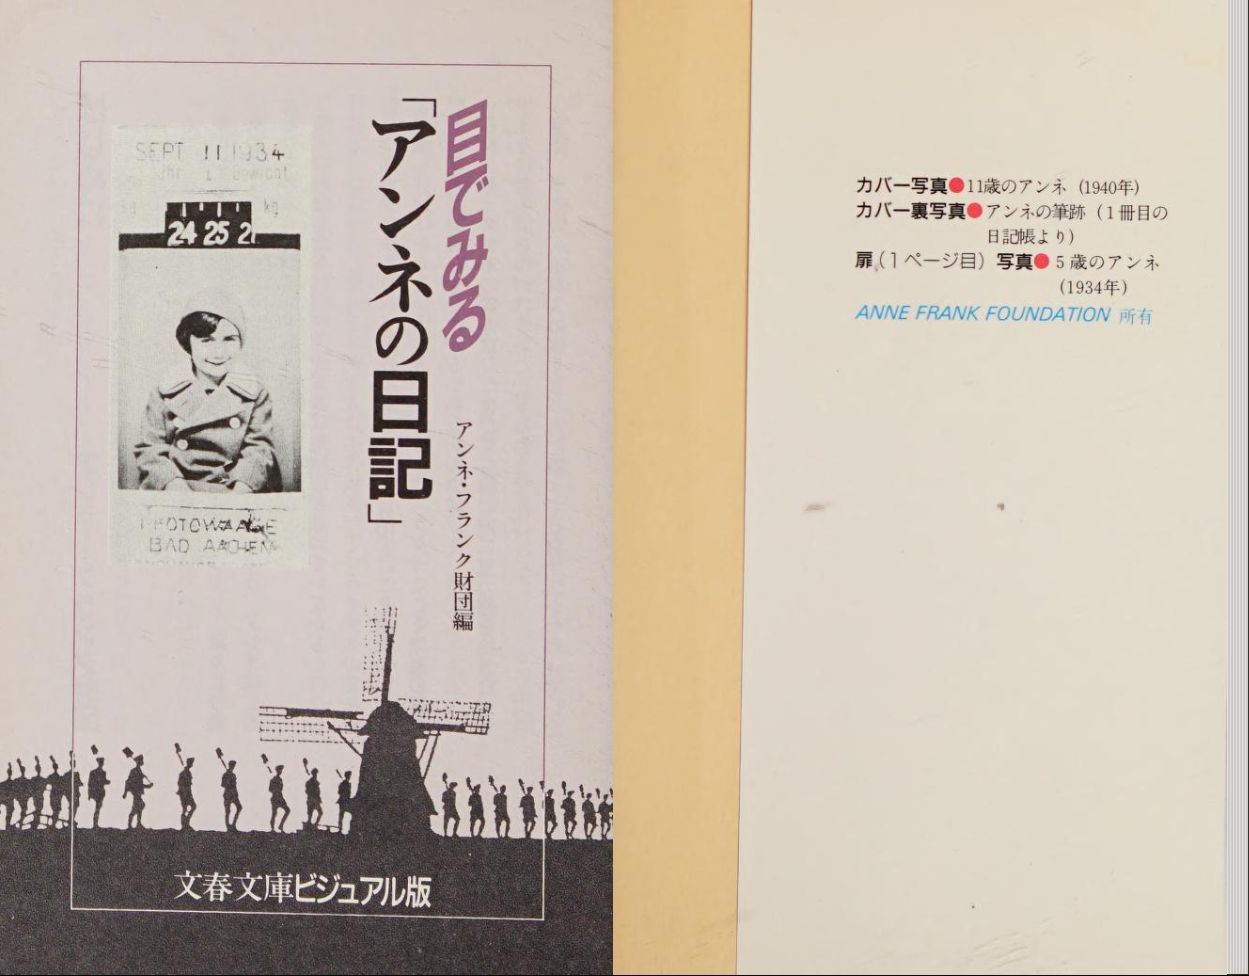 目でみる
「アンネの日記」
アンネ・フランク財団編
SEPT 11 1934
kg
24 25 2
BAD AACHEN
文春文庫ビジュアル版
カバー写真●11歳のアンネ(1940年)
カバー裏写真●アンネの筆跡(1冊目の
日記帳より)
扉(1ページ目)写真●5歳のアンネ
(1934年)
ANNE FRANK FOUNDATION 所有